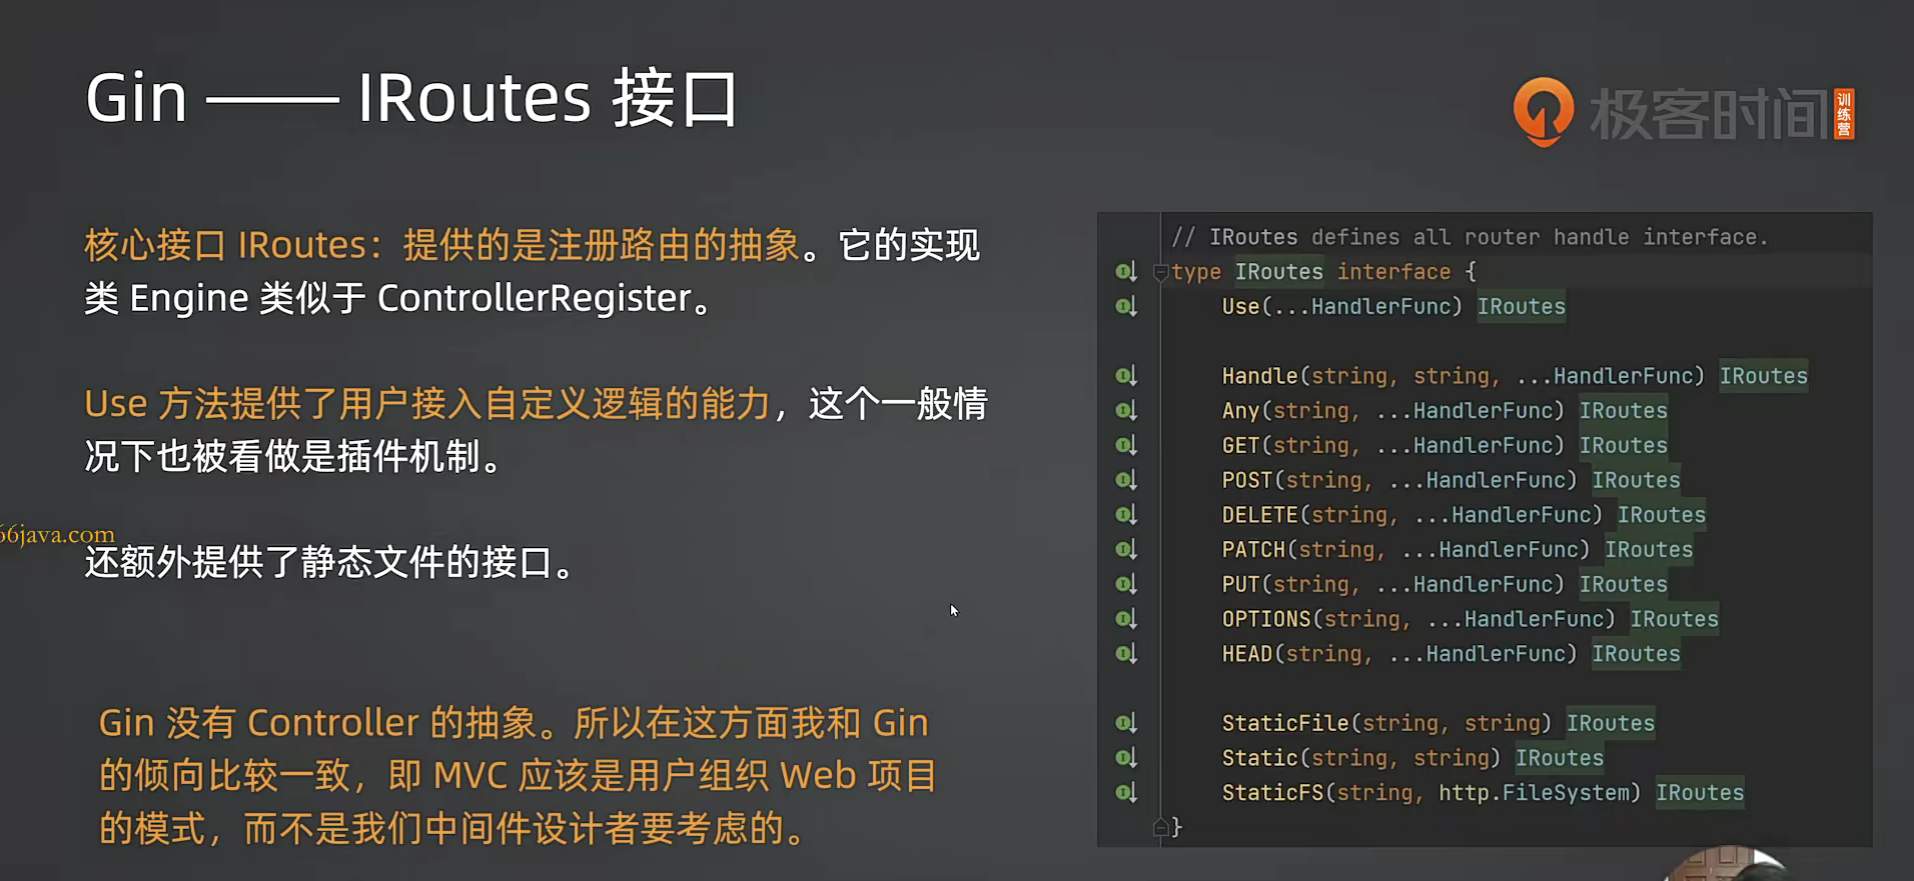 Gin —— IRoutes 接口
极客时间
训练营
核心接口 IRoutes：提供的是注册路由的抽象。它的实现
类 Engine 类似于 ControllerRegister。
Use 方法提供了用户接入自定义逻辑的能力，这个一般情
况下也被看做是插件机制。
66java.com
还额外提供了静态文件的接口。
Gin 没有 Controller 的抽象。所以在这方面我和 Gin
的倾向比较一致，即 MVC 应该是用户组织 Web 项目
的模式，而不是我们中间件设计者要考虑的。
// IRoutes defines all router handle interface.
type IRoutes interface {
Use(...HandlerFunc) IRoutes
Handle(string, string, ...HandlerFunc) IRoutes
Any(string, ...HandlerFunc) IRoutes
GET(string, ...HandlerFunc) IRoutes
POST(string, ...HandlerFunc) IRoutes
DELETE(string, ...HandlerFunc) IRoutes
PATCH(string, ...HandlerFunc) IRoutes
PUT(string, ...HandlerFunc) IRoutes
OPTIONS(string, ...HandlerFunc) IRoutes
HEAD(string, ...HandlerFunc) IRoutes
StaticFile(string, string) IRoutes
Static(string, string) IRoutes
StaticFS(string, http.FileSystem) IRoutes
}